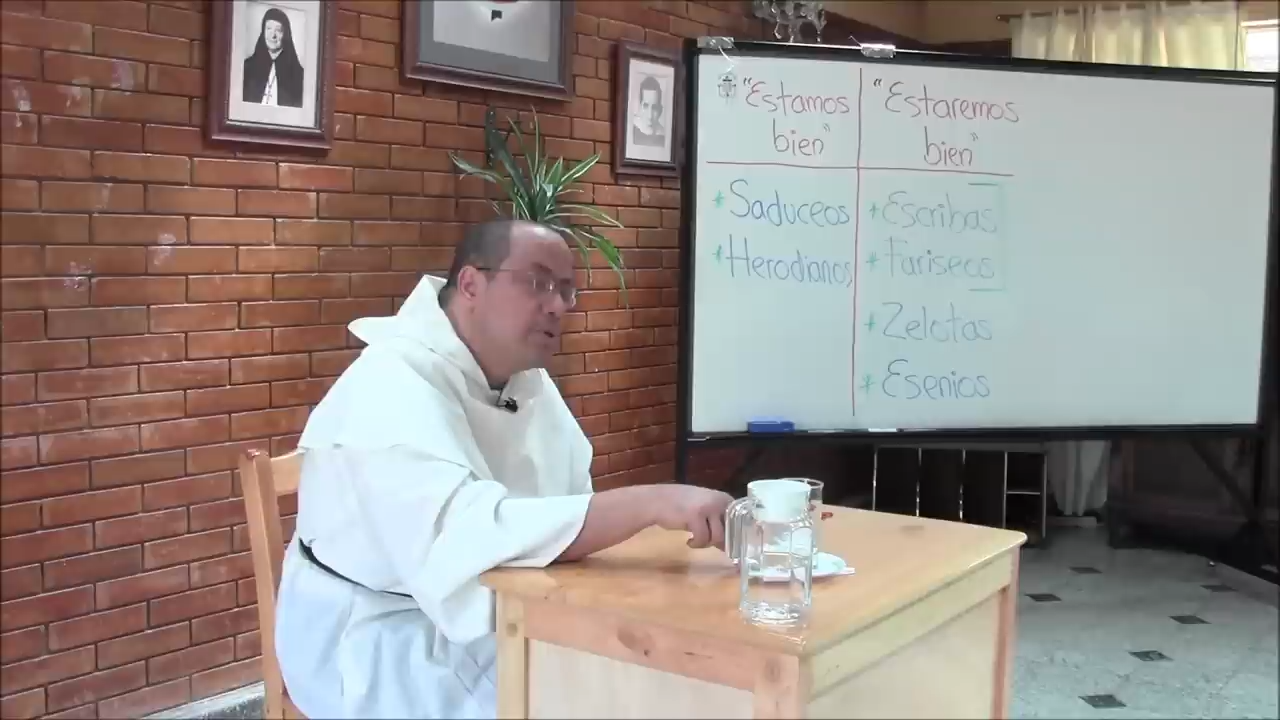 "Estamos bien"
"Estaremos bien"
* Saduceos
* Herodianos
* Escribas
* Fariseos
* Zelotas
* Esenios